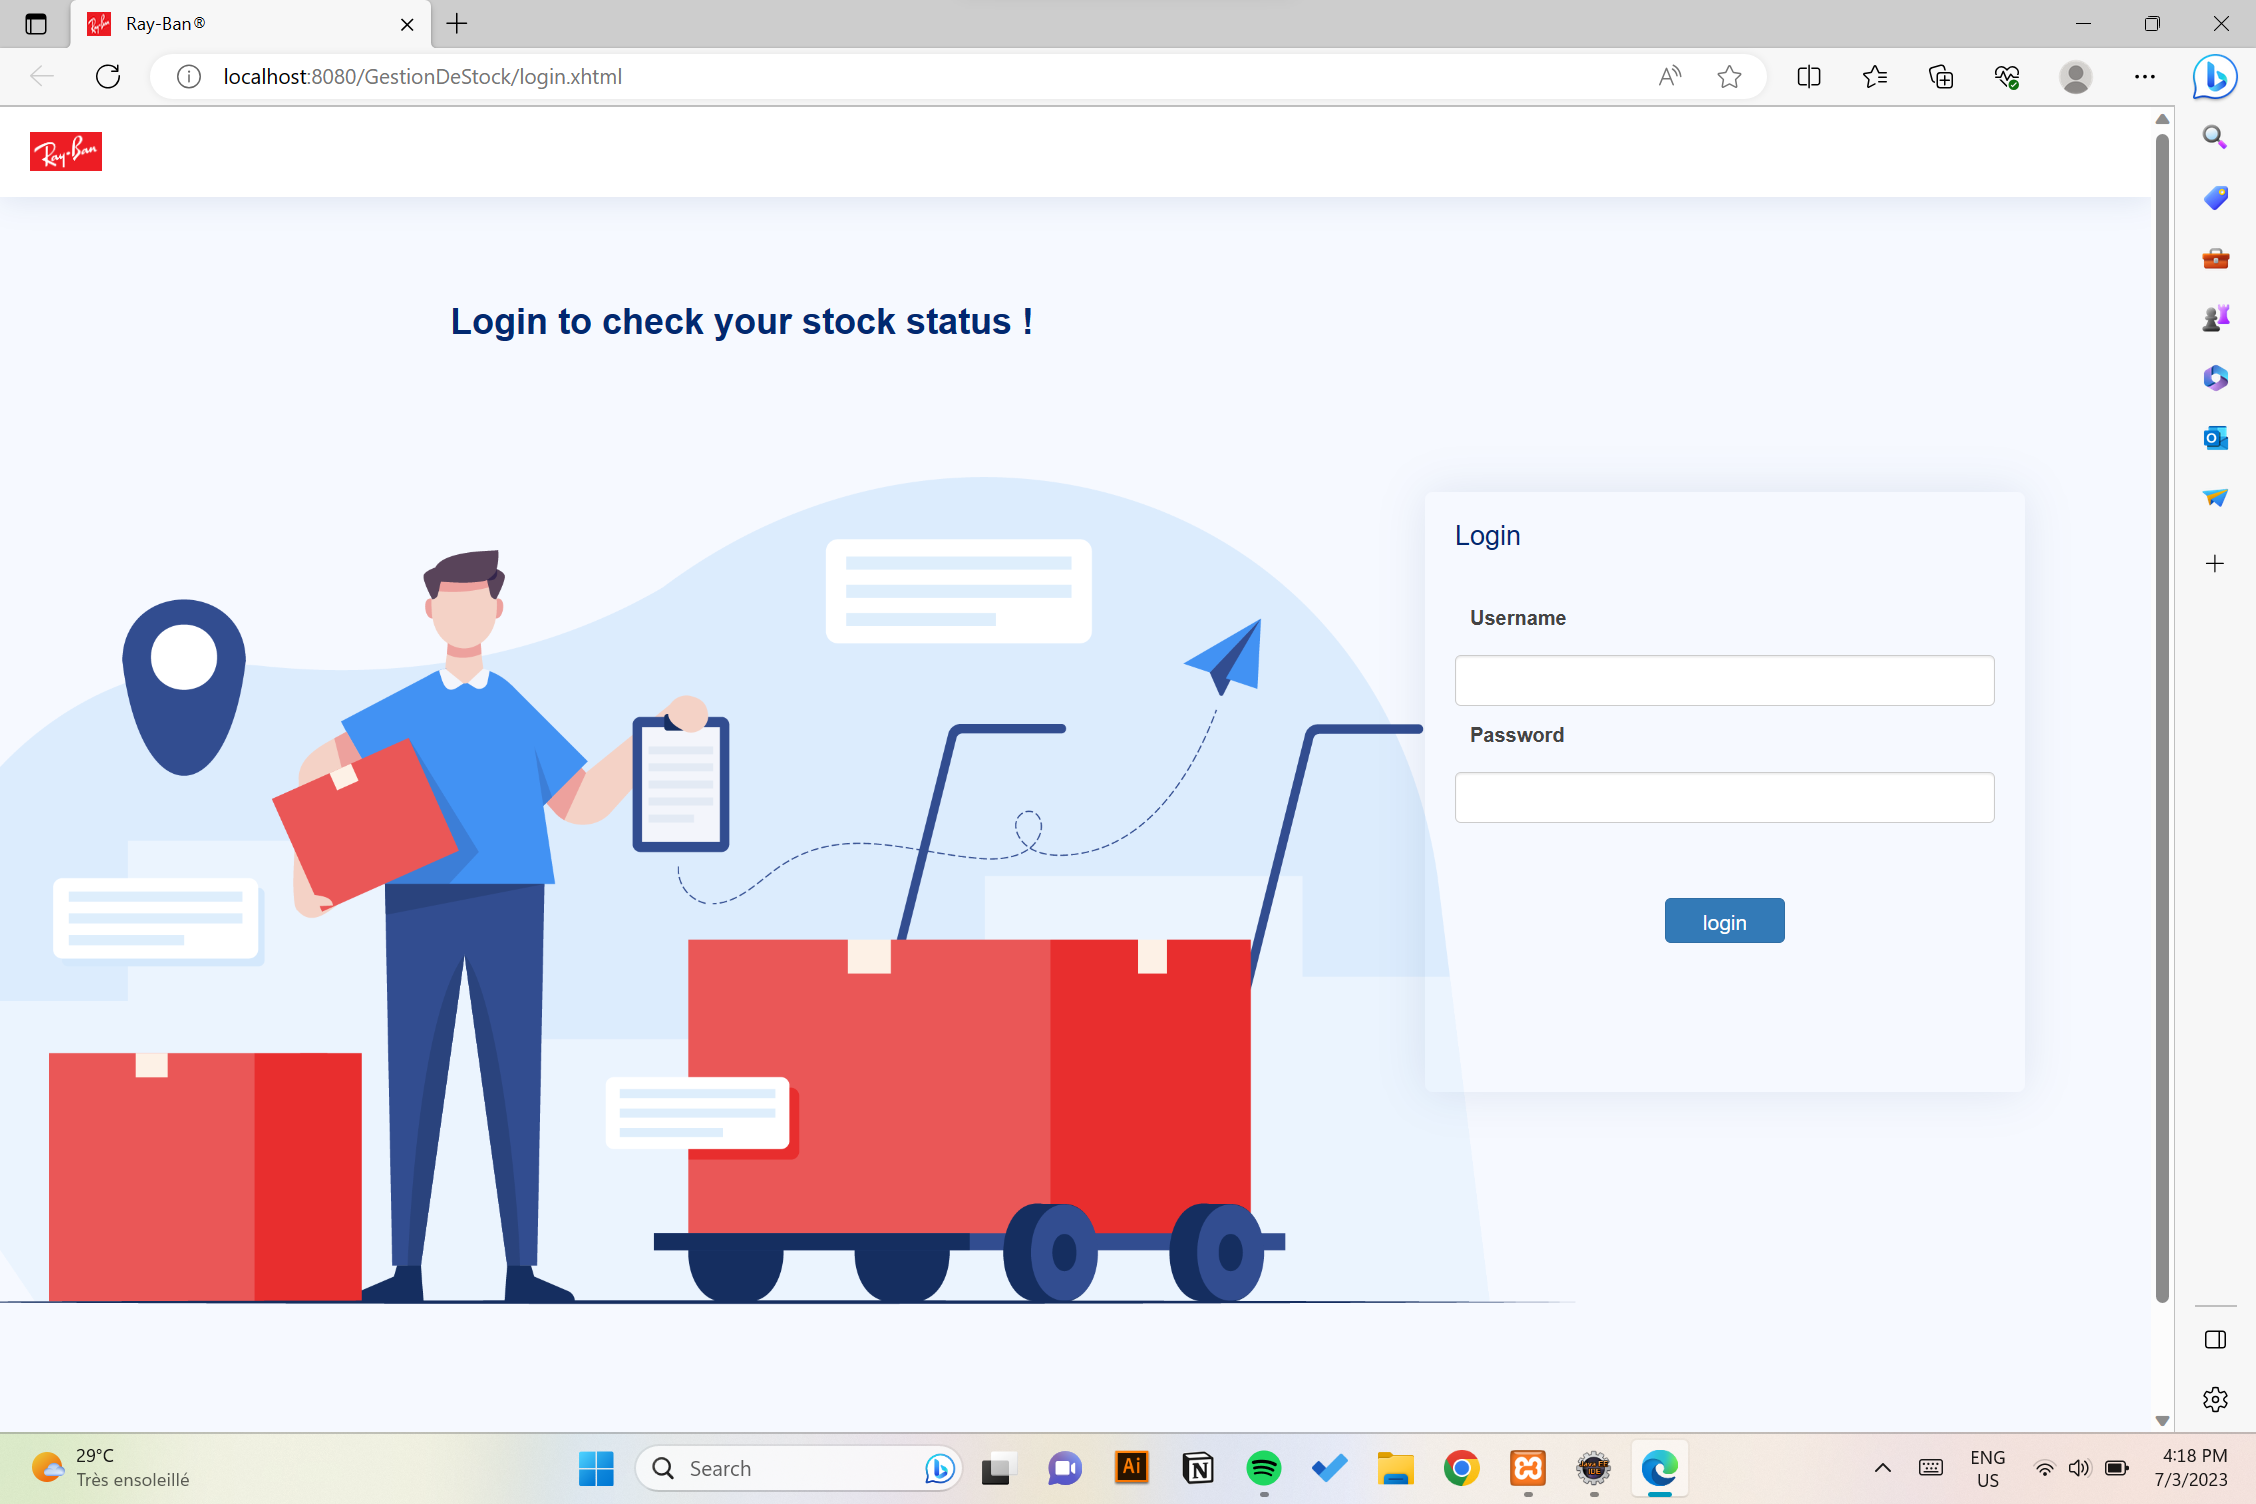 Ray-Ban®
localhost:8080/GestionDeStock/login.xhtml
Ray-Ban
Login to check your stock status !
Login
Username
Password
login
29°C
Très ensoleillé
Search
Ai
ENG
US
4:18 PM
7/3/2023